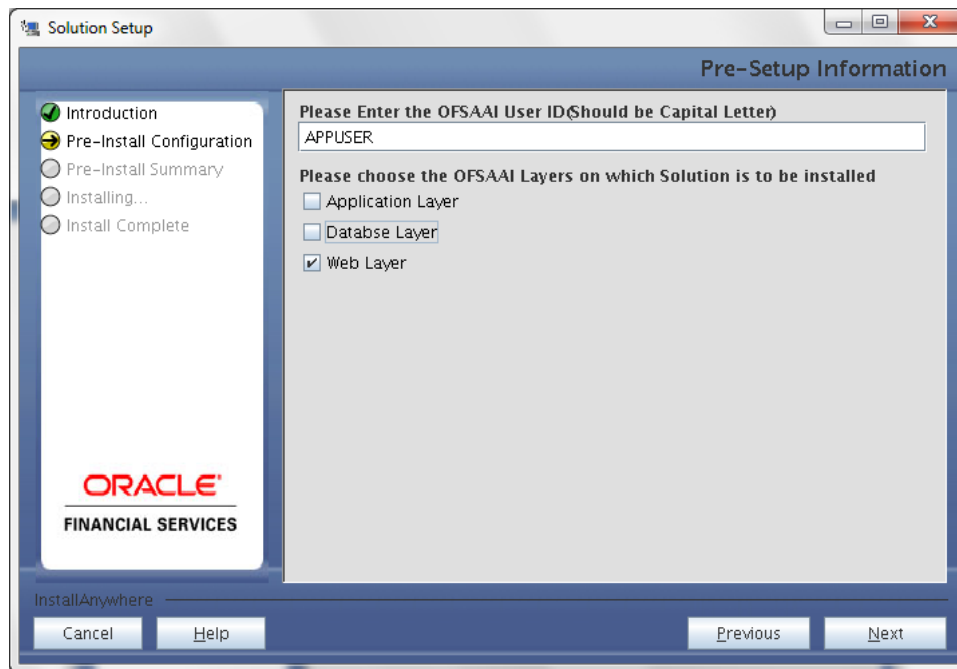 Solution Setup
Pre-Setup Information
Introduction
Pre-Install Configuration
Pre-Install Summary
Installing...
Install Complete
ORACLE
FINANCIAL SERVICES
Please Enter the OFSAAI User ID(Should be Capital Letter)
APPUSER
Please choose the OFSAAI Layers on which Solution is to be installed
Application Layer
Databse Layer
Web Layer
InstallAnywhere
Cancel
Help
Previous
Next